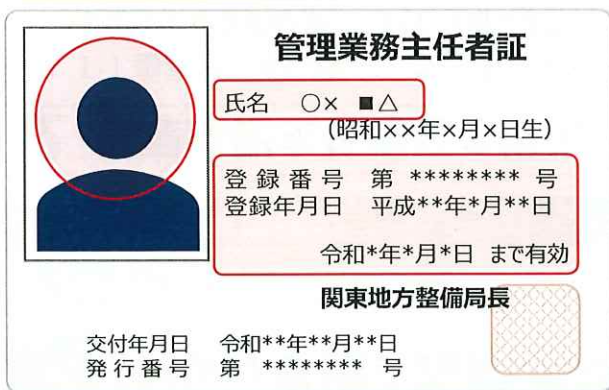 管理業務主任者証
氏名 ○× ■△
(昭和××年×月×日生)
登録番号 第 ******** 号
登録年月日 平成**年*月**日
令和*年*月*日 まで有効
関東地方整備局長
交付年月日 令和**年**月**日
発行番号 第 ******** 号